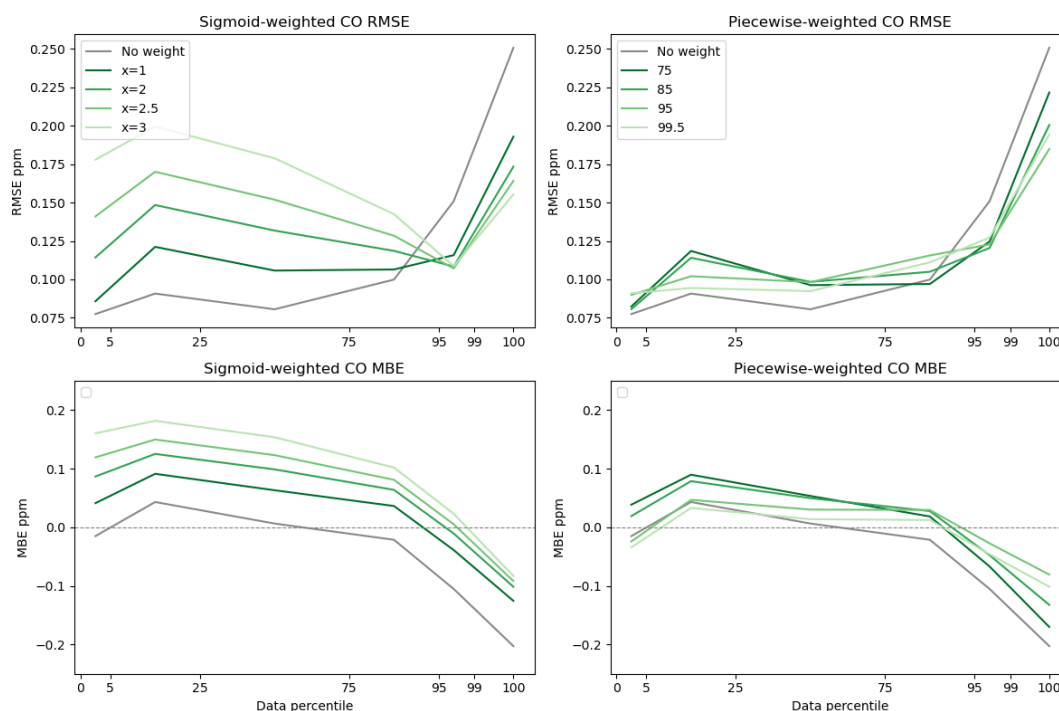 Sigmoid-weighted CO RMSE
RMSE ppm
0.250
0.225
0.200
0.175
0.150
0.125
0.100
0.075
No weight
x=1
x=2
x=2.5
x=3
0 5 25 75 95 99 100
Piecewise-weighted CO RMSE
RMSE ppm
0.250
0.225
0.200
0.175
0.150
0.125
0.100
0.075
No weight
75
85
95
99.5
0 5 25 75 95 99 100
Sigmoid-weighted CO MBE
MBE ppm
0.2
0.1
0.0
−0.1
−0.2
0 5 25 75 95 99 100
Data percentile
Piecewise-weighted CO MBE
MBE ppm
0.2
0.1
0.0
−0.1
−0.2
0 5 25 75 95 99 100
Data percentile